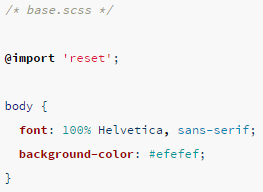 /* base.scss */
@import 'reset';
body {
font: 100% Helvetica, sans-serif;
background-color: #efefef;
}